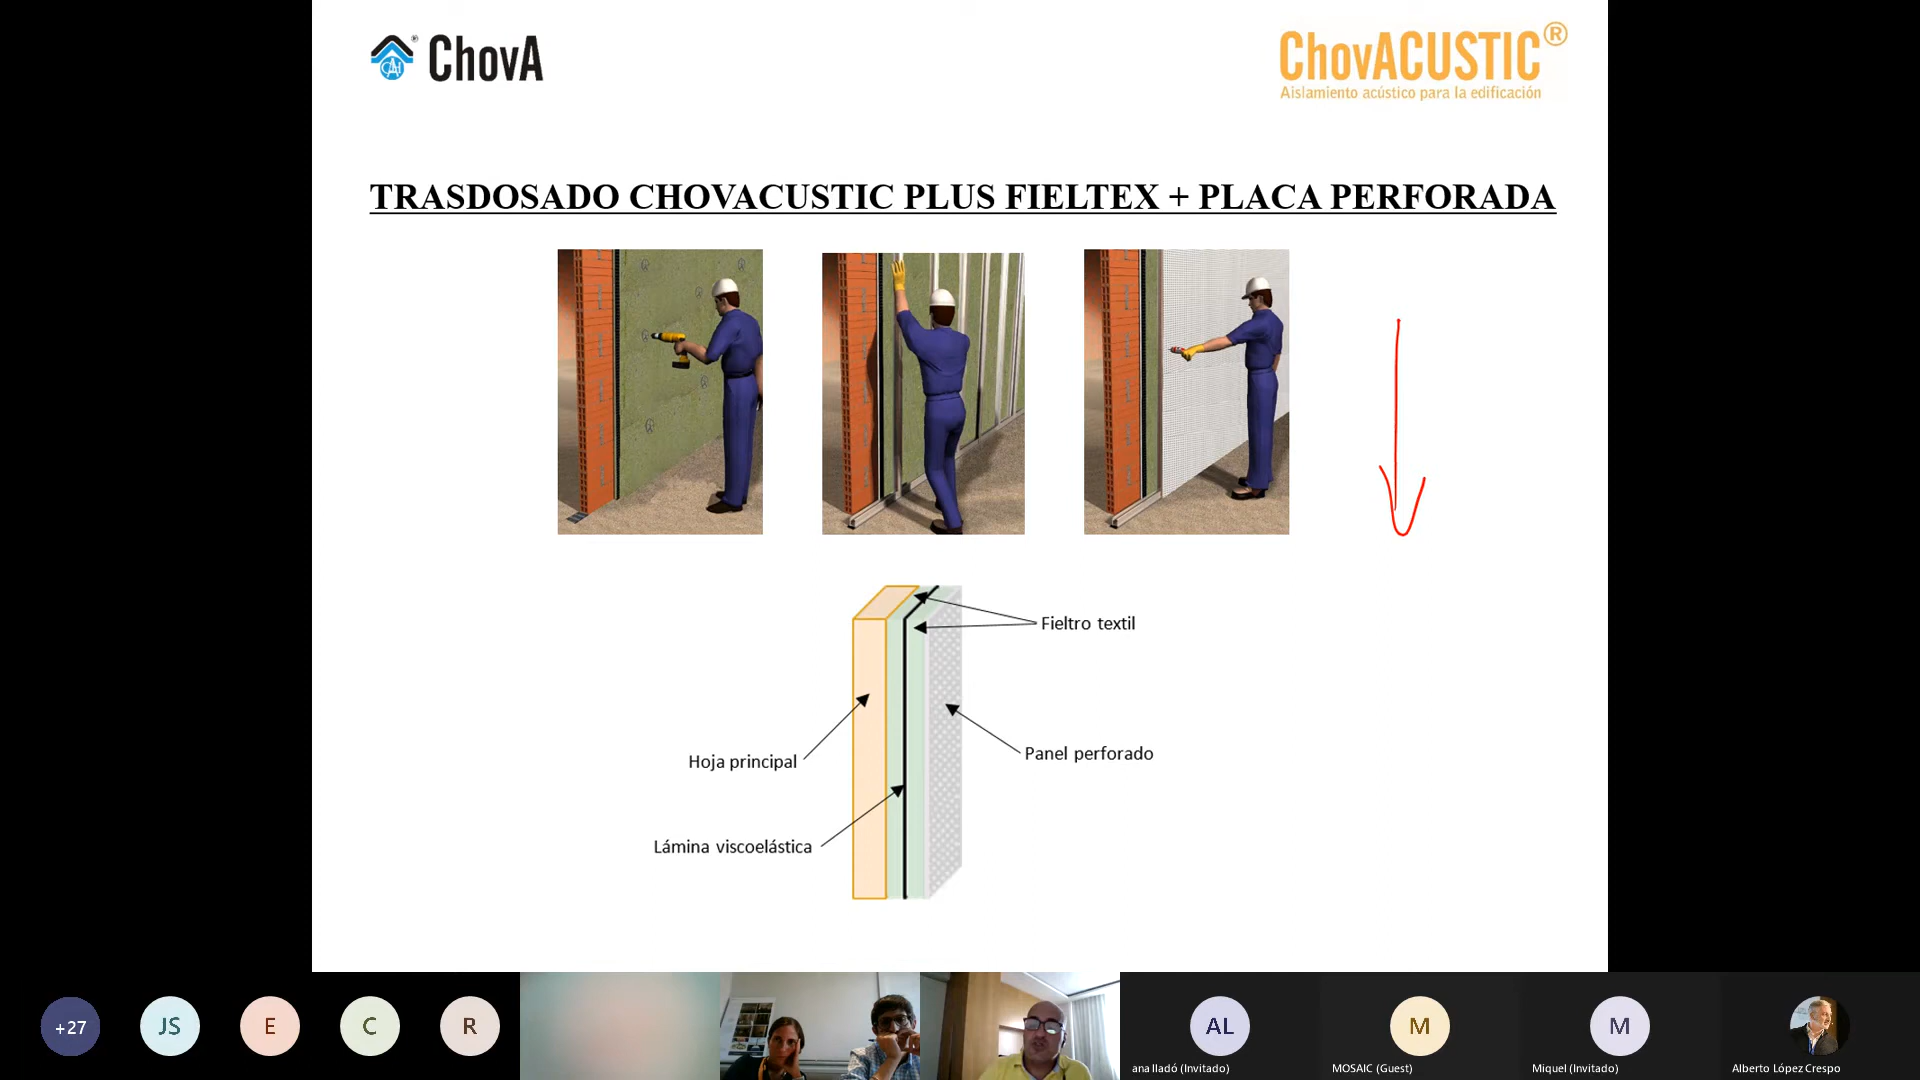 ChovA
ChovACUSTIC®
Aislamiento acústico para la edificación
TRASDOSADO CHOVACUSTIC PLUS FIELTEX + PLACA PERFORADA
Fieltro textil
Hoja principal
Panel perforado
Lámina viscoelástica
+27
JS
E
C
R
AL
M
M
ana lladó (Invitado)
MOSAIC (Guest)
Miquel (Invitado)
Alberto López Crespo